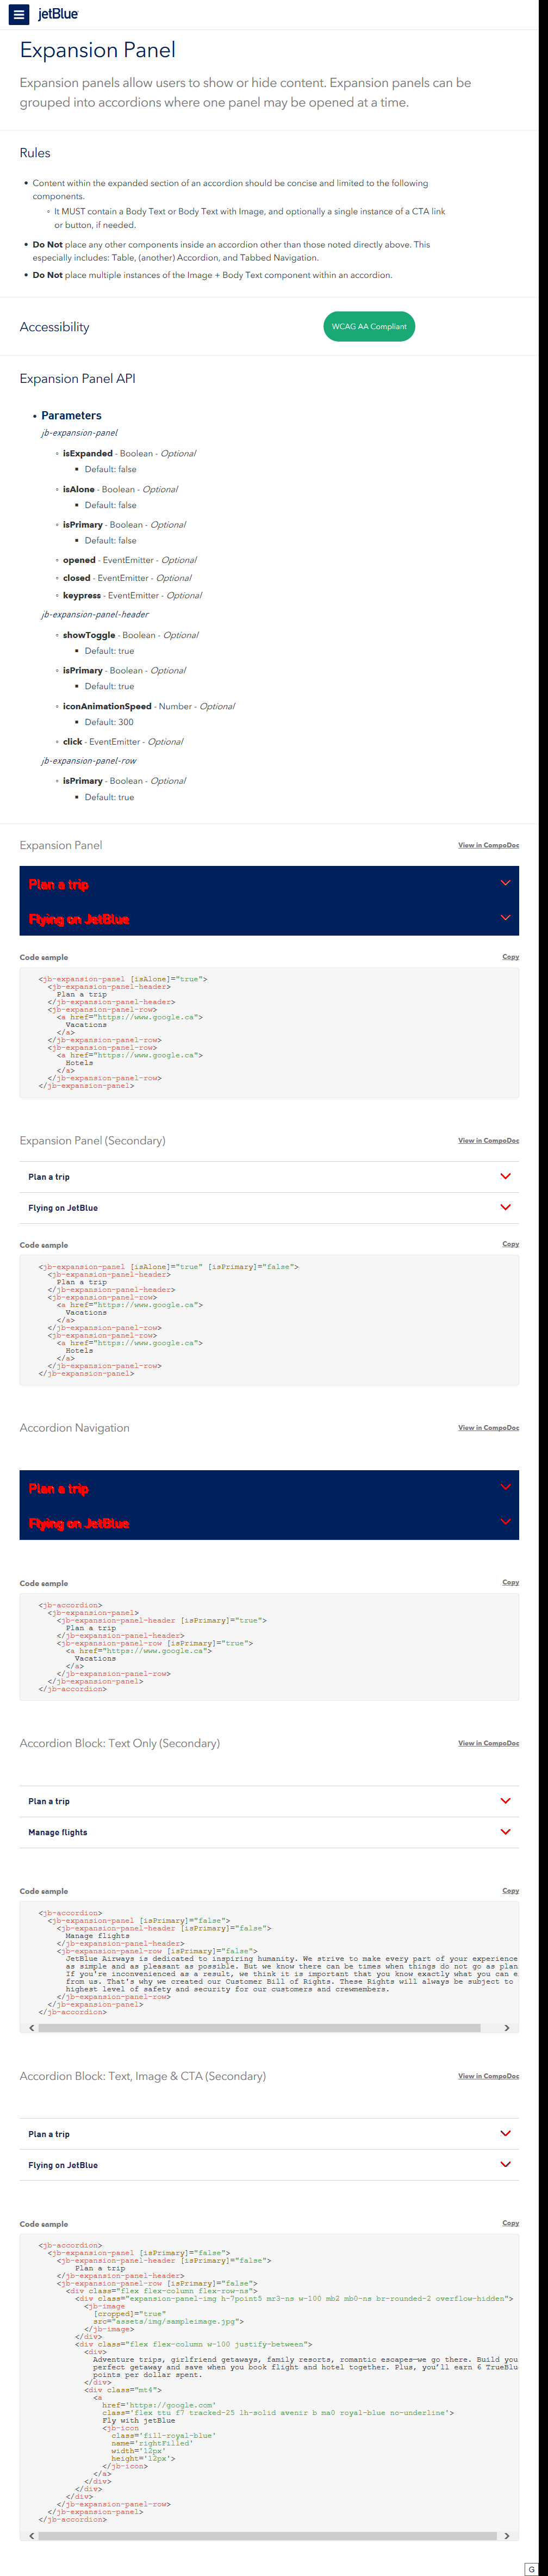 jetBlue
Expansion Panel
Expansion panels allow users to show or hide content. Expansion panels can be
grouped into accordions where one panel may be opened at a time.
Rules
Content within the expanded section of an accordion should be concise and limited to the following
components.
It MUST contain a Body Text or Body Text with Image, and optionally a single instance of a CTA link
or button, if needed.
Do Not place any other components inside an accordion other than those noted directly above. This
especially includes: Table, (another) Accordion, and Tabbed Navigation.
Do Not place multiple instances of the Image + Body Text component within an accordion.
Accessibility
WCAG AA Compliant
Expansion Panel API
Parameters
jb-expansion-panel
isExpanded - Boolean - Optional
Default: false
isAlone - Boolean - Optional
Default: false
isPrimary - Boolean - Optional
Default: false
opened - EventEmitter - Optional
closed - EventEmitter - Optional
keypress - EventEmitter - Optional
jb-expansion-panel-header
showToggle - Boolean - Optional
Default: true
isPrimary - Boolean - Optional
Default: true
iconAnimationSpeed - Number - Optional
Default: 300
click - EventEmitter - Optional
jb-expansion-panel-row
isPrimary - Boolean - Optional
Default: true
Expansion Panel View in CompoDoc
Plan a trip
Flying on JetBlue
Code sample Copy
<jb-expansion-panel [isAlone]="true">
<jb-expansion-panel-header>
Plan a trip
</jb-expansion-panel-header>
<jb-expansion-panel-row>
<a href="https://www.google.ca">
Vacations
</a>
</jb-expansion-panel-row>
<jb-expansion-panel-row>
<a href="https://www.google.ca">
Hotels
</a>
</jb-expansion-panel-row>
</jb-expansion-panel>
Expansion Panel (Secondary) View in CompoDoc
Plan a trip
Flying on JetBlue
Code sample Copy
<jb-expansion-panel [isAlone]="true" [isPrimary]="false">
<jb-expansion-panel-header>
Plan a trip
</jb-expansion-panel-header>
<jb-expansion-panel-row>
<a href="https://www.google.ca">
Vacations
</a>
</jb-expansion-panel-row>
<jb-expansion-panel-row>
<a href="https://www.google.ca">
Hotels
</a>
</jb-expansion-panel-row>
</jb-expansion-panel>
Accordion Navigation View in CompoDoc
Plan a trip
Flying on JetBlue
Code sample Copy
<jb-accordion>
<jb-expansion-panel>
<jb-expansion-panel-header [isPrimary]="true">
Plan a trip
</jb-expansion-panel-header>
<jb-expansion-panel-row [isPrimary]="true">
<a href="https://www.google.ca">
Vacations
</a>
</jb-expansion-panel-row>
</jb-expansion-panel>
</jb-accordion>
Accordion Block: Text Only (Secondary) View in CompoDoc
Plan a trip
Manage flights
Code sample Copy
<jb-accordion>
<jb-expansion-panel [isPrimary]="false">
<jb-expansion-panel-header [isPrimary]="false">
Manage flights
</jb-expansion-panel-header>
<jb-expansion-panel-row [isPrimary]="false">
JetBlue Airways is dedicated to inspiring humanity. We strive to make every part of your experience
as simple and as pleasant as possible. But we know there can be times when things do not go as plan
If you're inconvenienced as a result, we think it is important that you know exactly what you can e
from us. That's why we created our Customer Bill of Rights. These Rights will always be subject to
highest level of safety and security for our customers and crewmembers.
</jb-expansion-panel-row>
</jb-expansion-panel>
</jb-accordion>
Accordion Block: Text, Image & CTA (Secondary) View in CompoDoc
Plan a trip
Flying on JetBlue
Code sample Copy
<jb-accordion>
<jb-expansion-panel [isPrimary]="false">
<jb-expansion-panel-header [isPrimary]="false">
Plan a trip
</jb-expansion-panel-header>
<jb-expansion-panel-row [isPrimary]="false">
<div class="flex flex-column flex-row-ns">
<div class="expansion-panel-img h-7point5 mr3-ns w-100 mb2 mb0-ns br-rounded-2 overflow-hidden">
<jb-image
[cropped]="true"
src="assets/img/sampleimage.jpg">
</jb-image>
</div>
<div class="flex flex-column w-100 justify-between">
<div>
Adventure trips, girlfriend getaways, family resorts, romantic escapes—we go there. Build you
perfect getaway and save when you book flight and hotel together. Plus, you'll earn 6 TrueBlu
points per dollar spent.
</div>
<div class="mt4">
<a
href='https://google.com'
class='flex ttu f7 tracked-25 lh-solid avenir b ma0 royal-blue no-underline'>
Fly with jetBlue
<jb-icon
class='fill-royal-blue'
name='rightFilled'
width='12px'
height='12px'>
</jb-icon>
</a>
</div>
</div>
</div>
</jb-expansion-panel-row>
</jb-expansion-panel>
</jb-accordion>
G